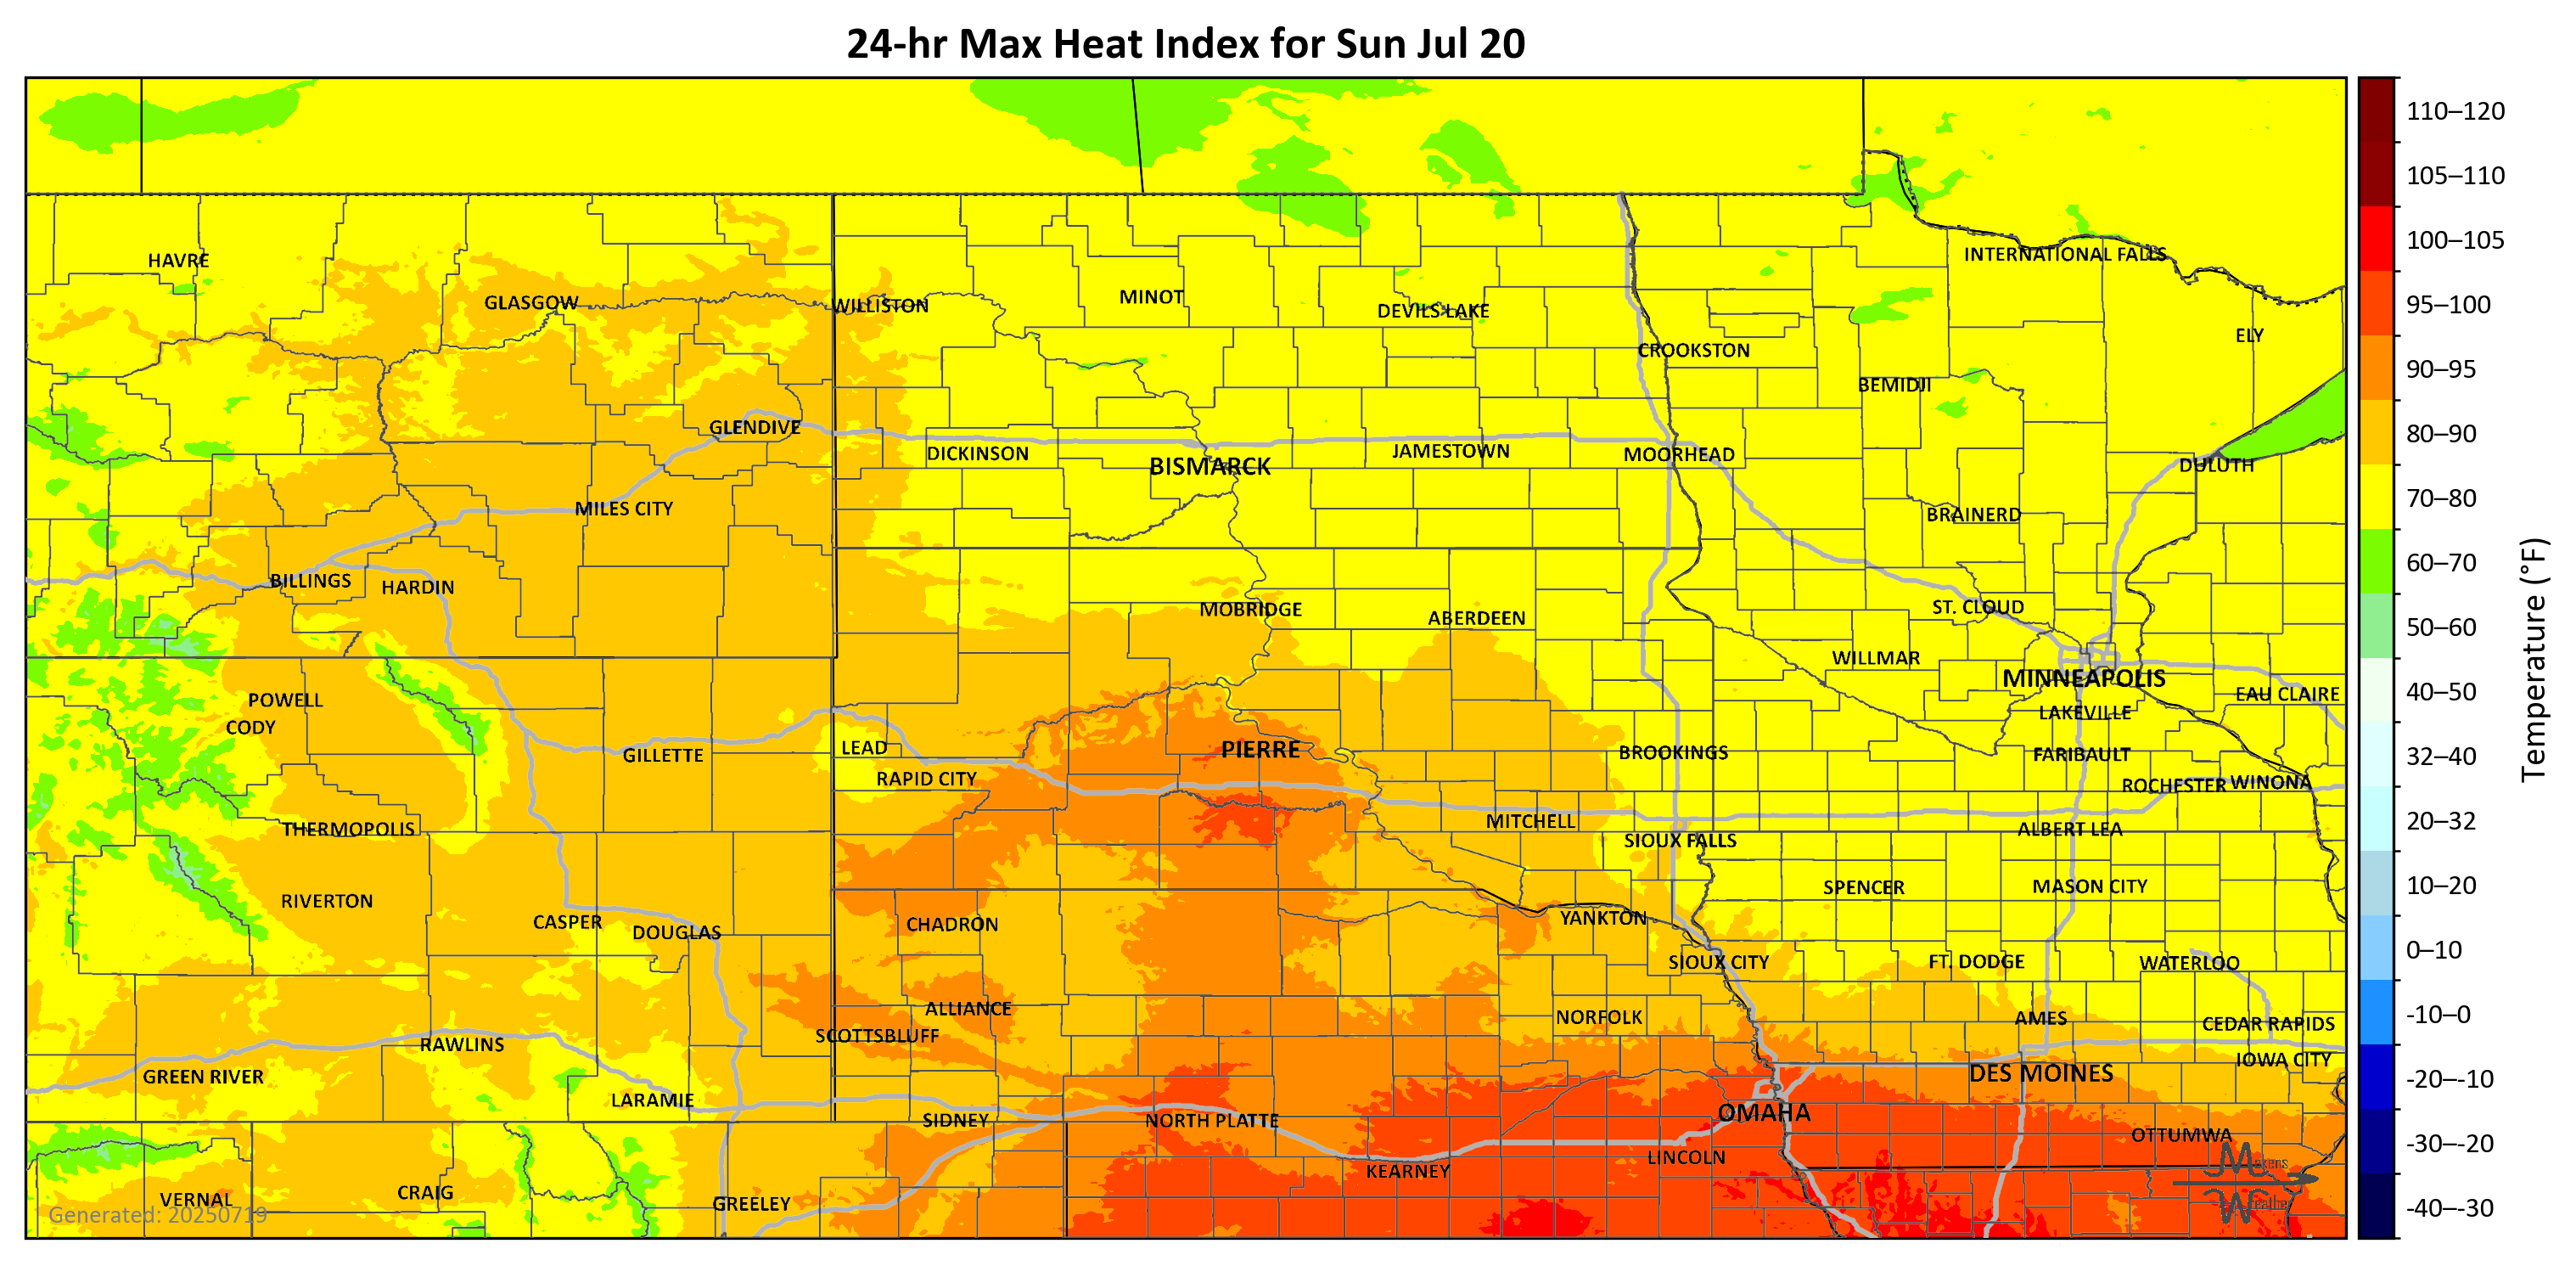 24-hr Max Heat Index for Sun Jul 20
110–120
105–110
100–105
95–100
90–95
80–90
70–80
60–70
50–60
40–50
32–40
20–32
10–20
0–10
-10–0
-20–-10
-30–-20
-40–-30
Temperature (°F)
HAVRE
INTERNATIONAL FALLS
GLASGOW
WILLISTON
MINOT
DEVILS LAKE
ELY
CROOKSTON
BEMIDJI
GLENDIVE
DICKINSON
BISMARCK
JAMESTOWN
MOORHEAD
DULUTH
MILES CITY
BRAINERD
BILLINGS
HARDIN
MOBRIDGE
ABERDEEN
ST. CLOUD
WILLMAR
MINNEAPOLIS
POWELL
EAU CLAIRE
CODY
LAKEVILLE
GILLETTE
LEAD
PIERRE
BROOKINGS
FARIBAULT
RAPID CITY
ROCHESTER
WINONA
THERMOPOLIS
MITCHELL
SIOUX FALLS
ALBERT LEA
RIVERTON
SPENCER
MASON CITY
CASPER
DOUGLAS
CHADRON
YANKTON
SIOUX CITY
FT. DODGE
WATERLOO
ALLIANCE
NORFOLK
AMES
CEDAR RAPIDS
SCOTTSBLUFF
RAWLINS
IOWA CITY
GREEN RIVER
DES MOINES
LARAMIE
SIDNEY
NORTH PLATTE
OMAHA
OTTUMWA
KEARNEY
LINCOLN
VERNAL
CRAIG
GREELEY
Generated: 20250719